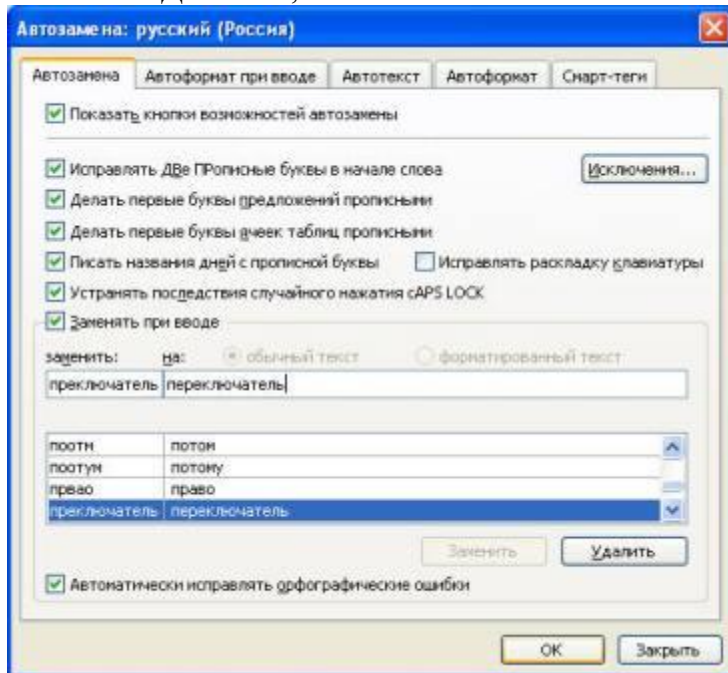 Автозамена: русский (Россия)
Автозамена Автоформат при вводе Автотекст Автоформат Смарт-теги
Показать кнопки возможностей автозамены
Исправлять ДВе ПРописные буквы в начале слова Исключения...
Делать первые буквы предложений прописными
Делать первые буквы ячеек таблиц прописными
Писать названия дней с прописной буквы Исправлять раскладку клавиатуры
Устранять последствия случайного нажатия cAPS LOCK
Заменять при вводе
заменить: на: обычный текст форматированный текст
преключатель переключатель
поотм потом
поотум потому
прваo право
преключатель переключатель
Заменить Удалить
Автоматически исправлять орфографические ошибки
ОК Закрыть